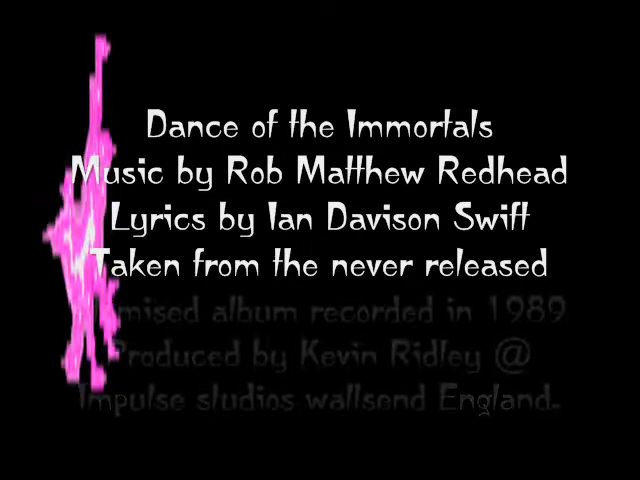 Dance of the Immortals
Music by Rob Matthew Redhead
Lyrics by Ian Davison Swift
Taken from the never released
album recorded in 1989
Produced by Kevin Ridley @
Impulse studios wallsend England.